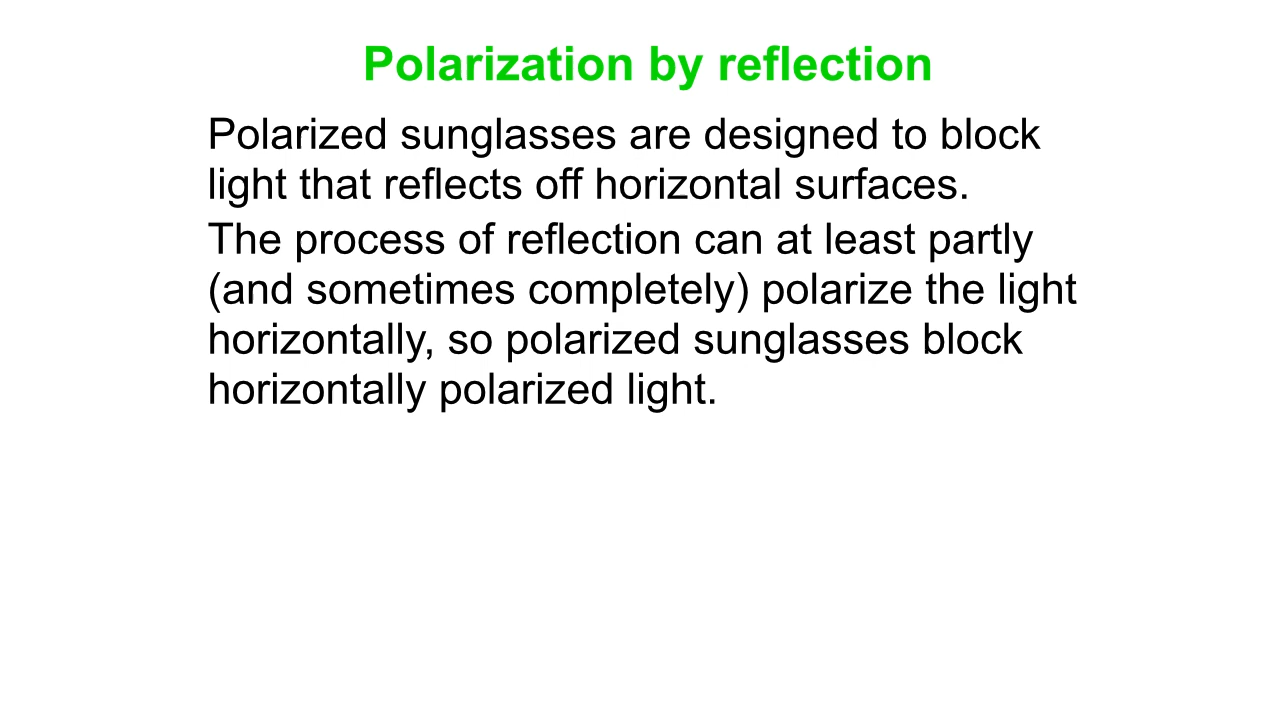 Polarization by reflection
Polarized sunglasses are designed to block
light that reflects off horizontal surfaces.
The process of reflection can at least partly
(and sometimes completely) polarize the light
horizontally, so polarized sunglasses block
horizontally polarized light.